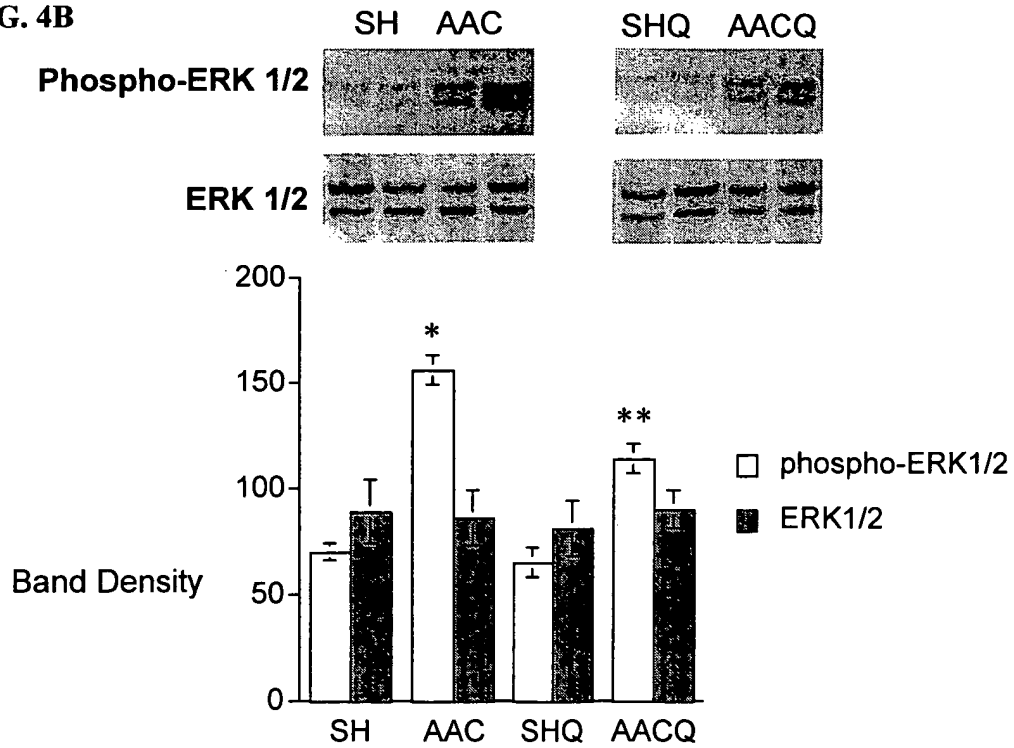 G. 4B
SH AAC SHQ AACQ
Phospho-ERK 1/2
ERK 1/2
200
150
100
50
0
*
**
phospho-ERK1/2
ERK1/2
Band Density
SH AAC SHQ AACQ